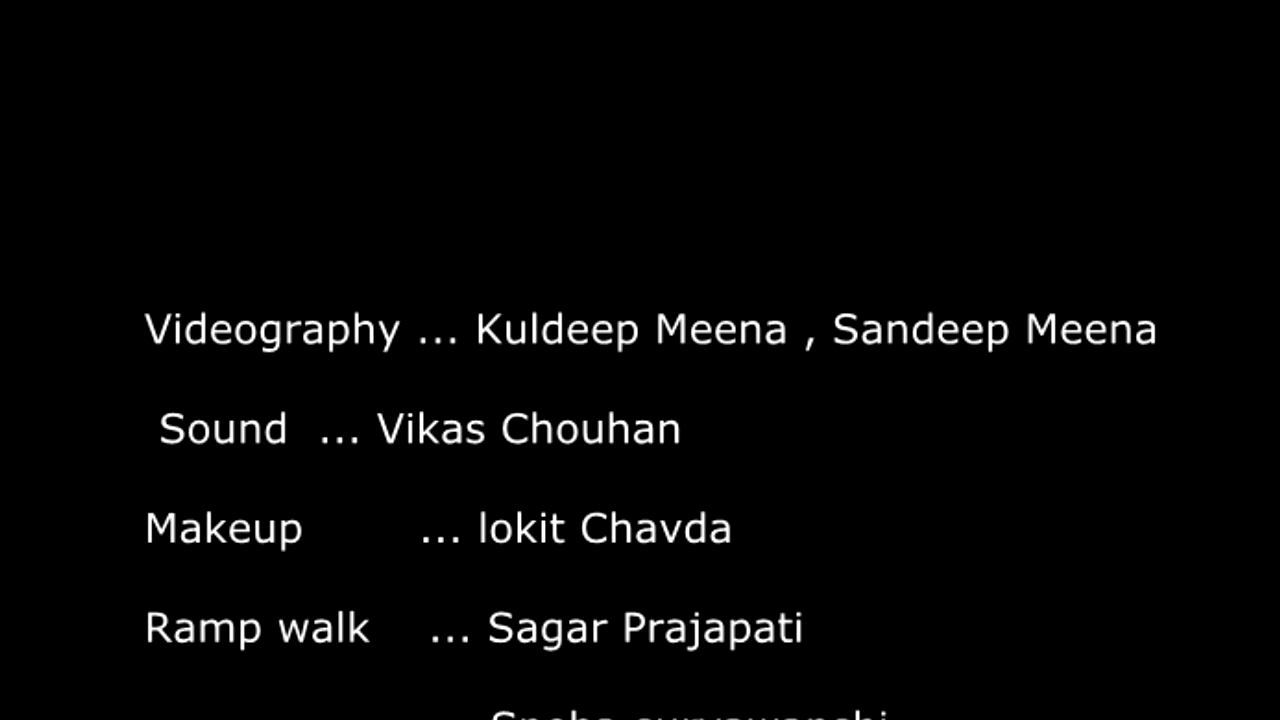 Videography ... Kuldeep Meena , Sandeep Meena
Sound ... Vikas Chouhan
Makeup ... lokit Chavda
Ramp walk ... Sagar Prajapati